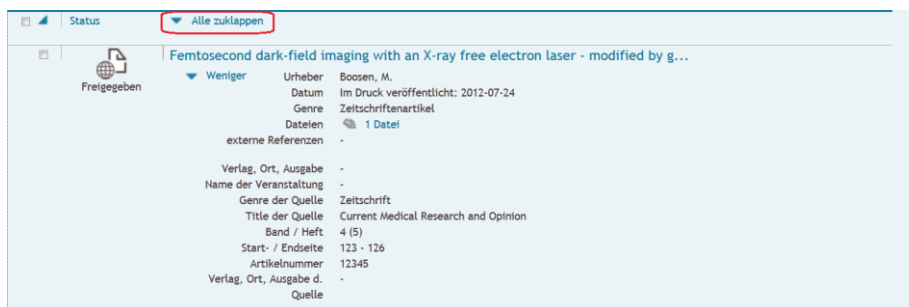 Status Alle zuklappen
Femtosecond dark-field imaging with an X-ray free electron laser - modified by g...
Freigegeben
Weniger Urheber Boosen, M.
Datum Im Druck veröffentlicht: 2012-07-24
Genre Zeitschriftenartikel
Dateien 1 Datei
externe Referenzen -
Verlag, Ort, Ausgabe -
Name der Veranstaltung -
Genre der Quelle Zeitschrift
Title der Quelle Current Medical Research and Opinion
Band / Heft 4 (5)
Start- / Endseite 123 - 126
Artikelnummer 12345
Verlag, Ort, Ausgabe d. -
Quelle